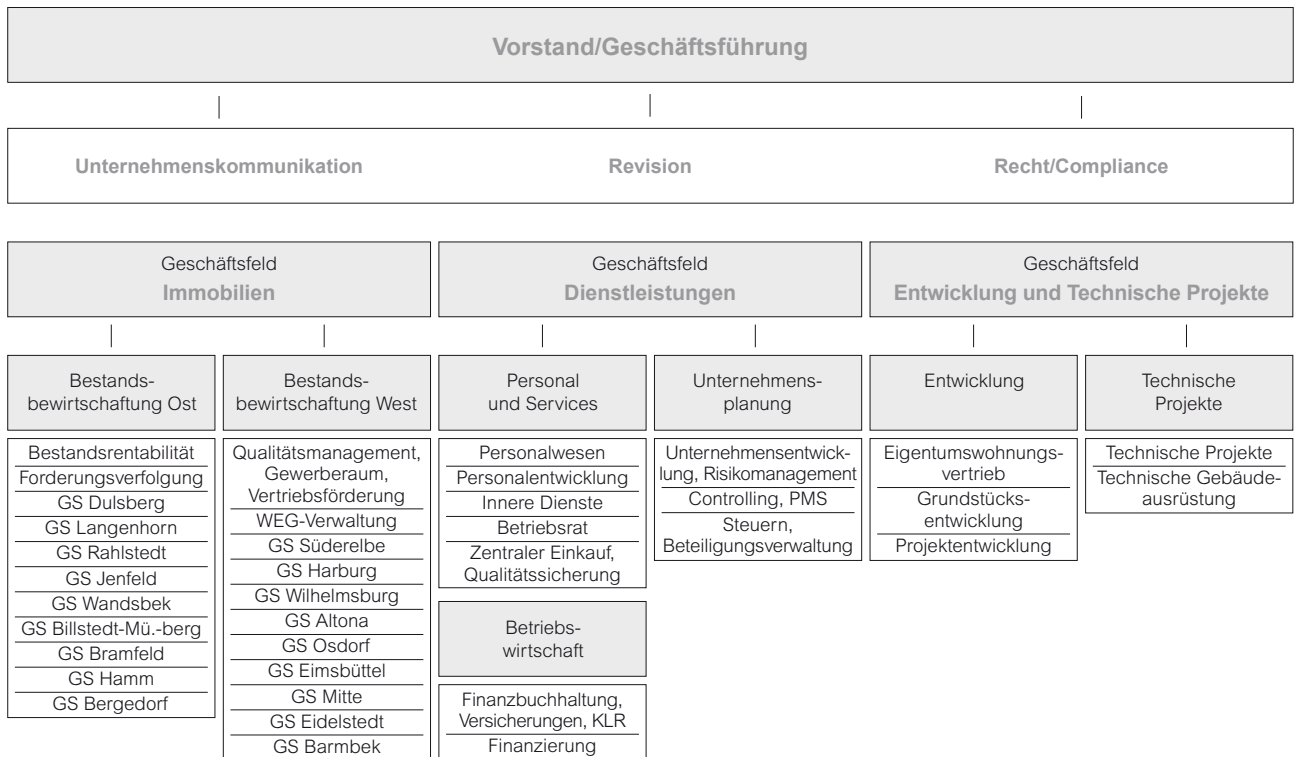 Vorstand/Geschäftsführung
Unternehmenskommunikation
Revision
Recht/Compliance
Geschäftsfeld
Immobilien
Geschäftsfeld
Dienstleistungen
Geschäftsfeld
Entwicklung und Technische Projekte
Bestands-
bewirtschaftung Ost
Bestandsrentabilität
Forderungsverfolgung
GS Dulsberg
GS Langenhorn
GS Rahlstedt
GS Jenfeld
GS Wandsbek
GS Billstedt-Mü.-berg
GS Bramfeld
GS Hamm
GS Bergedorf
Bestands-
bewirtschaftung West
Qualitätsmanagement,
Gewerberaum,
Vertriebsförderung
WEG-Verwaltung
GS Süderelbe
GS Harburg
GS Wilhelmsburg
GS Altona
GS Osdorf
GS Eimsbüttel
GS Mitte
GS Eidelstedt
GS Barmbek
Personal
und Services
Personalwesen
Personalentwicklung
Innere Dienste
Betriebsrat
Zentraler Einkauf,
Qualitätssicherung
Betriebs-
wirtschaft
Finanzbuchhaltung,
Versicherungen, KLR
Finanzierung
Unternehmens-
planung
Unternehmensentwick-
lung, Risikomanagement
Controlling, PMS
Steuern,
Beteiligungsverwaltung
Entwicklung
Eigentumswohnungs-
vertrieb
Grundstücks-
entwicklung
Projektentwicklung
Technische
Projekte
Technische Projekte
Technische Gebäude-
ausrüstung